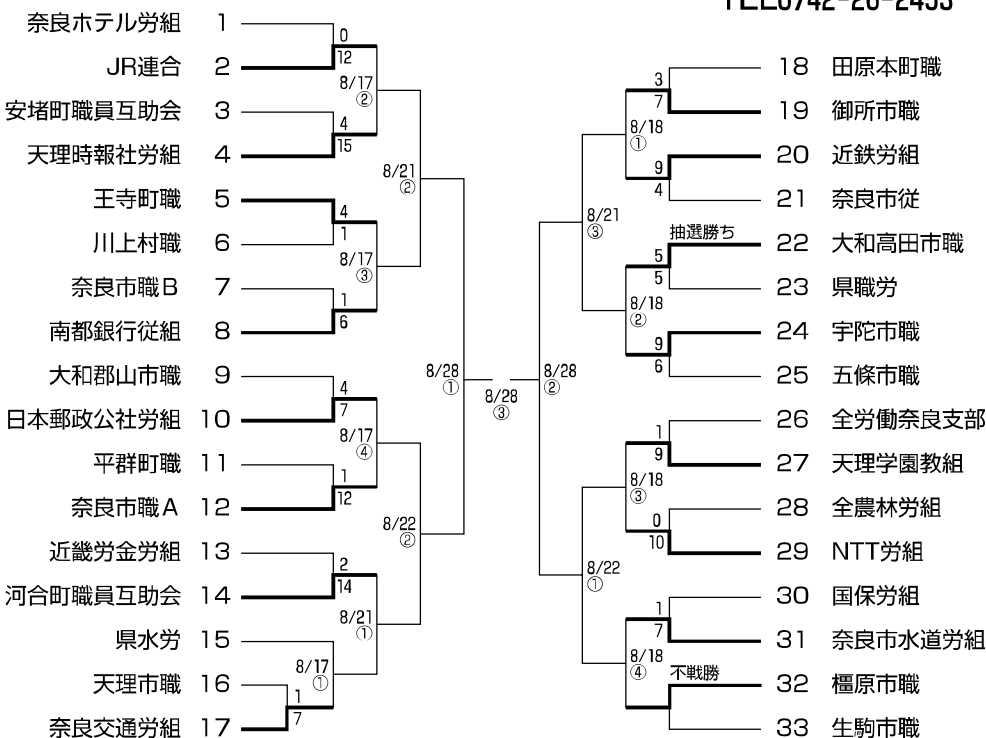 奈良ホテル労組 1
JR連合 2
安堵町職員互助会 3
天理時報社労組 4
王寺町職 5
川上村職 6
奈良市職B 7
南都銀行従組 8
大和郡山市職 9
日本郵政公社労組 10
平群町職 11
奈良市職A 12
近畿労金労組 13
河合町職員互助会 14
県水労 15
天理市職 16
奈良交通労組 17
0
12
8/17
②
4
15
8/21
②
4
1
8/17
③
1
6
8/28
①
4
7
8/17
④
1
12
8/22
②
2
14
8/21
①
8/17
①
1
7
8/28
③
18 田原本町職
19 御所市職
20 近鉄労組
21 奈良市従
22 大和高田市職
23 県職労
24 宇陀市職
25 五條市職
26 全労働奈良支部
27 天理学園教組
28 全農林労組
29 NTT労組
30 国保労組
31 奈良市水道労組
32 橿原市職
33 生駒市職
3
7
8/18
①
9
4
8/21
③
抽選勝ち
5
5
8/18
②
9
6
8/28
②
1
9
8/18
③
0
10
8/22
①
1
7
8/18
④
不戦勝